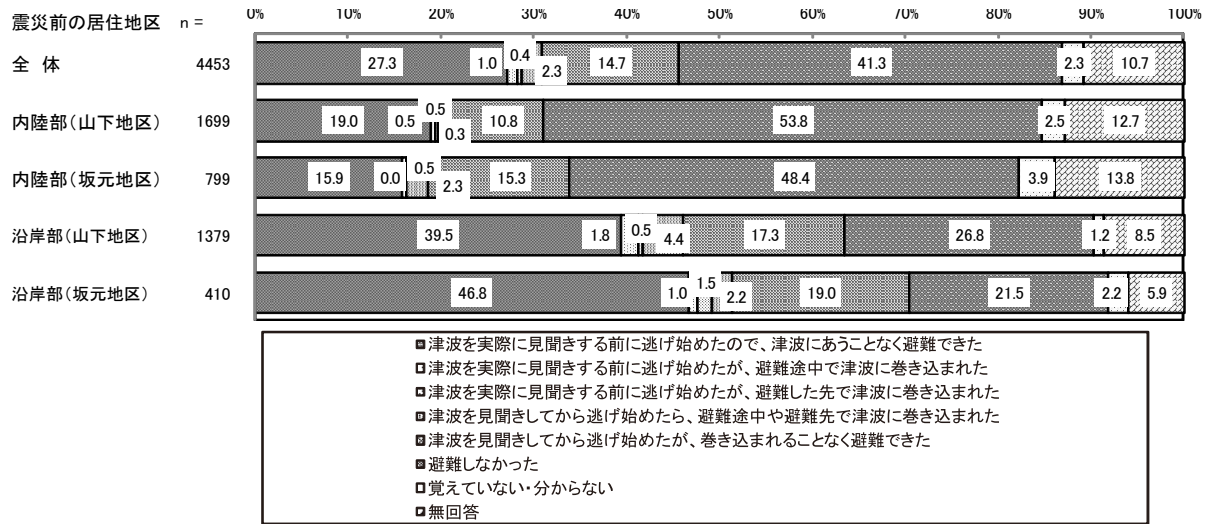 震災前の居住地区 n =
0% 10% 20% 30% 40% 50% 60% 70% 80% 90% 100%
全 体 4453 27.3 1.0 0.4 2.3 14.7 41.3 2.3 10.7
内陸部(山下地区) 1699 19.0 0.5 0.5 0.3 10.8 53.8 2.5 12.7
内陸部(坂元地区) 799 15.9 0.0 0.5 2.3 15.3 48.4 3.9 13.8
沿岸部(山下地区) 1379 39.5 1.8 0.5 4.4 17.3 26.8 1.2 8.5
沿岸部(坂元地区) 410 46.8 1.0 1.5 2.2 19.0 21.5 2.2 5.9
津波を実際に見聞きする前に逃げ始めたので、津波にあうことなく避難できた
津波を実際に見聞きする前に逃げ始めたが、避難途中で津波に巻き込まれた
津波を実際に見聞きする前に逃げ始めたが、避難した先で津波に巻き込まれた
津波を見聞きしてから逃げ始めたら、避難途中や避難先で津波に巻き込まれた
津波を見聞きしてから逃げ始めたが、巻き込まれることなく避難できた
避難しなかった
覚えていない・分からない
無回答